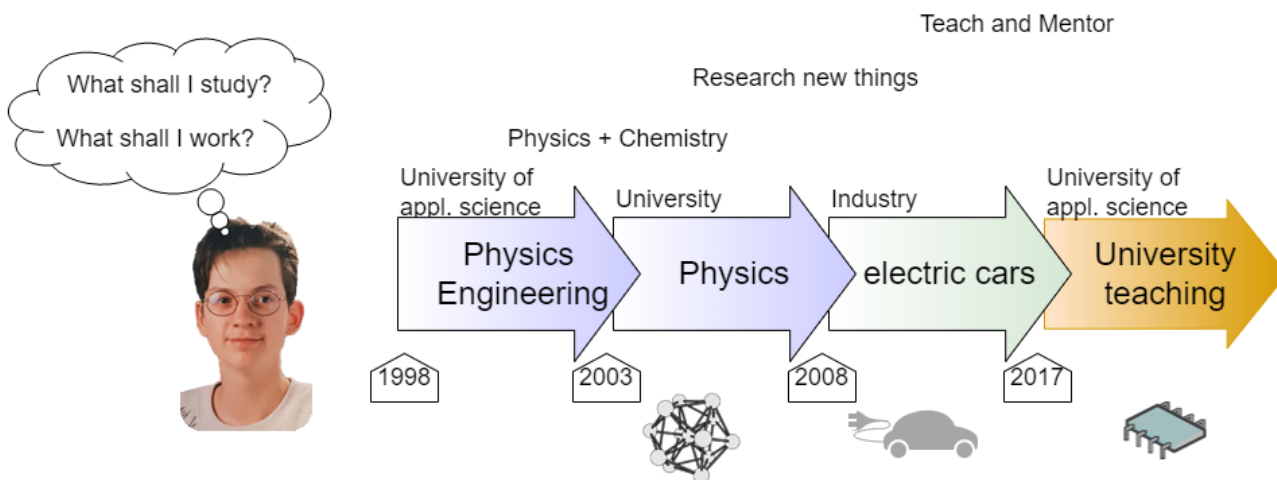 Teach and Mentor
Research new things
What shall I study?
What shall I work?
Physics + Chemistry
University of
appl. science
University
Industry
University of
appl. science
Physics
Engineering
Physics
electric cars
University
teaching
1998
2003
2008
2017